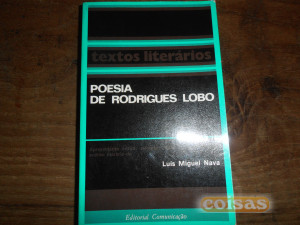 textos literários
POESIA
DE RODRIGUES LOBO
Luís Miguel Nava
Editorial Comunicação
coisas